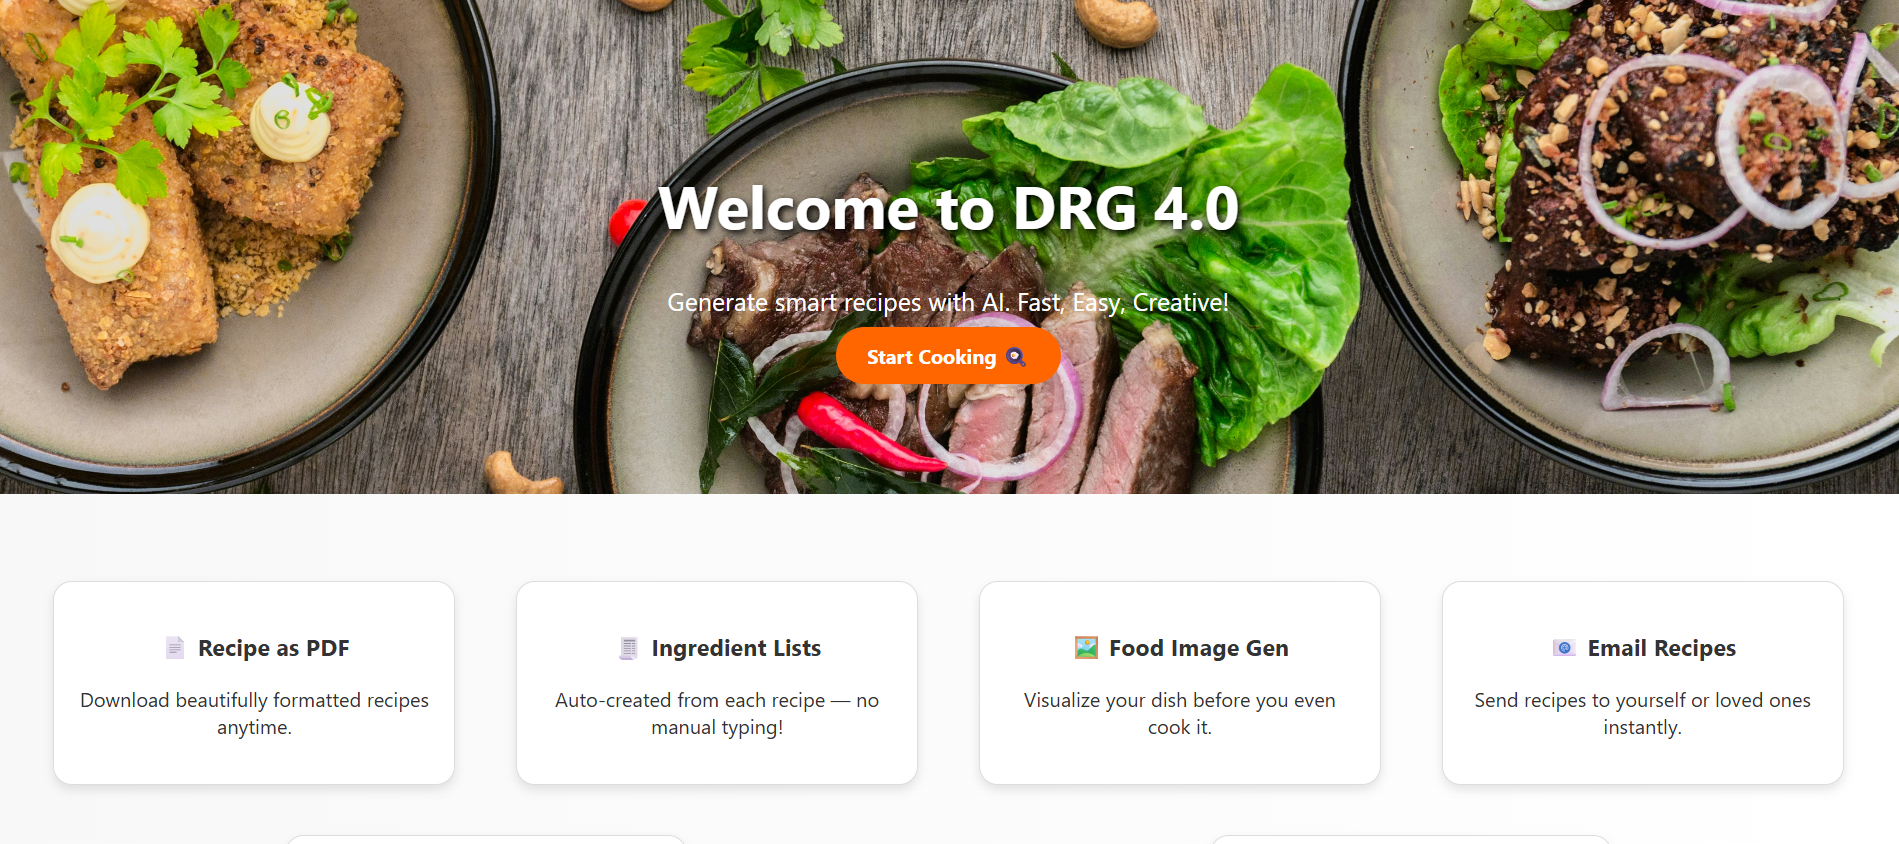 Welcome to DRG 4.0
Generate smart recipes with AI. Fast, Easy, Creative!
Start Cooking
Recipe as PDF
Download beautifully formatted recipes
anytime.
Ingredient Lists
Auto-created from each recipe — no
manual typing!
Food Image Gen
Visualize your dish before you even
cook it.
Email Recipes
Send recipes to yourself or loved ones
instantly.